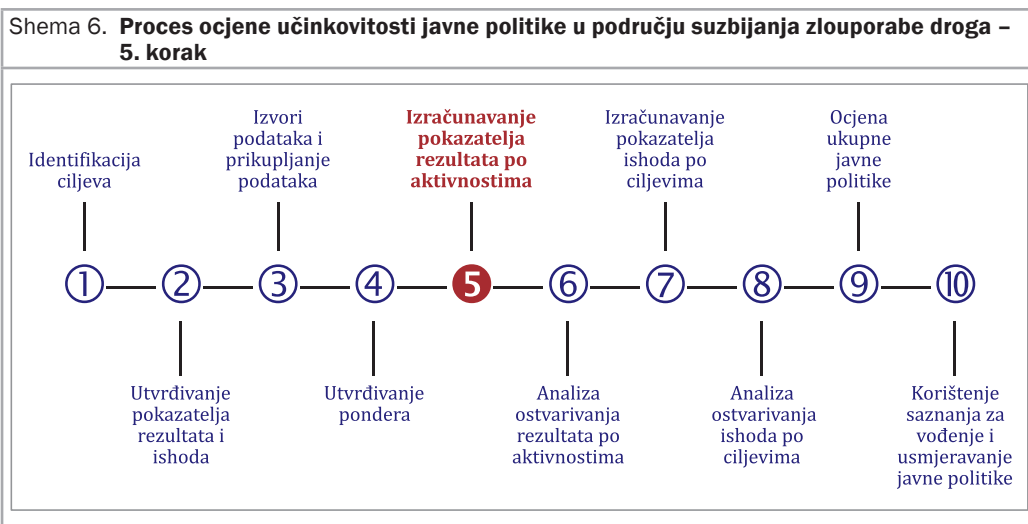 Shema 6. Proces ocjene učinkovitosti javne politike u području suzbijanja zlouporabe droga –
5. korak
Identifikacija
ciljeva
Izvori
podataka i
prikupljanje
podataka
Izračunavanje
pokazatelja
rezultata po
aktivnostima
Izračunavanje
pokazatelja
ishoda po
ciljevima
Ocjena
ukupne
javne
politike
1 2 3 4 5 6 7 8 9 10
Utvrđivanje
pokazatelja
rezultata i
ishoda
Utvrđivanje
pondera
Analiza
ostvarivanja
rezultata po
aktivnostima
Analiza
ostvarivanja
ishoda po
ciljevima
Korištenje
saznanja za
vođenje i
usmjeravanje
javne politike